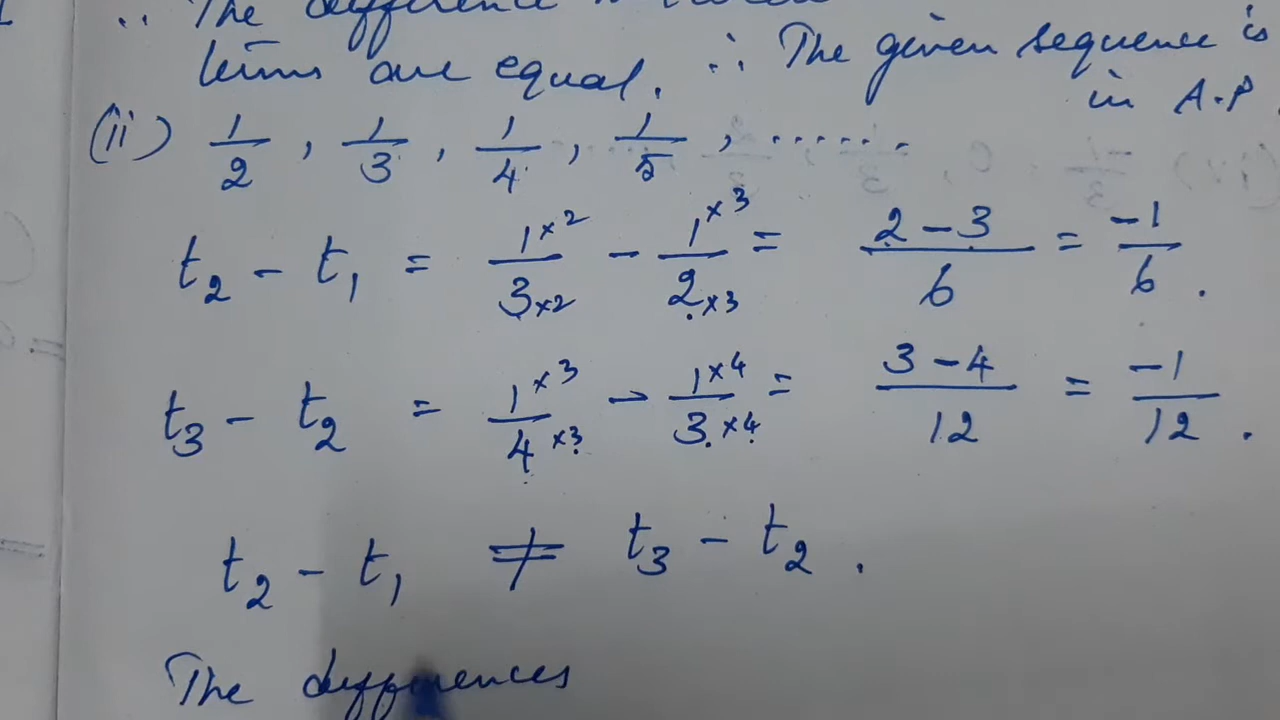 ∴ The difference
terms are equal. ∴ The given sequence is
in A.P
(ii) 1/2, 1/3, 1/4, 1/5, ......
t₂ - t₁ = 1×2/3×2 - 1×3/2×3 = 2-3/6 = -1/6.
t₃ - t₂ = 1×3/4×3 - 1×4/3×4 = 3-4/12 = -1/12.
t₂ - t₁ ≠ t₃ - t₂.
The differences